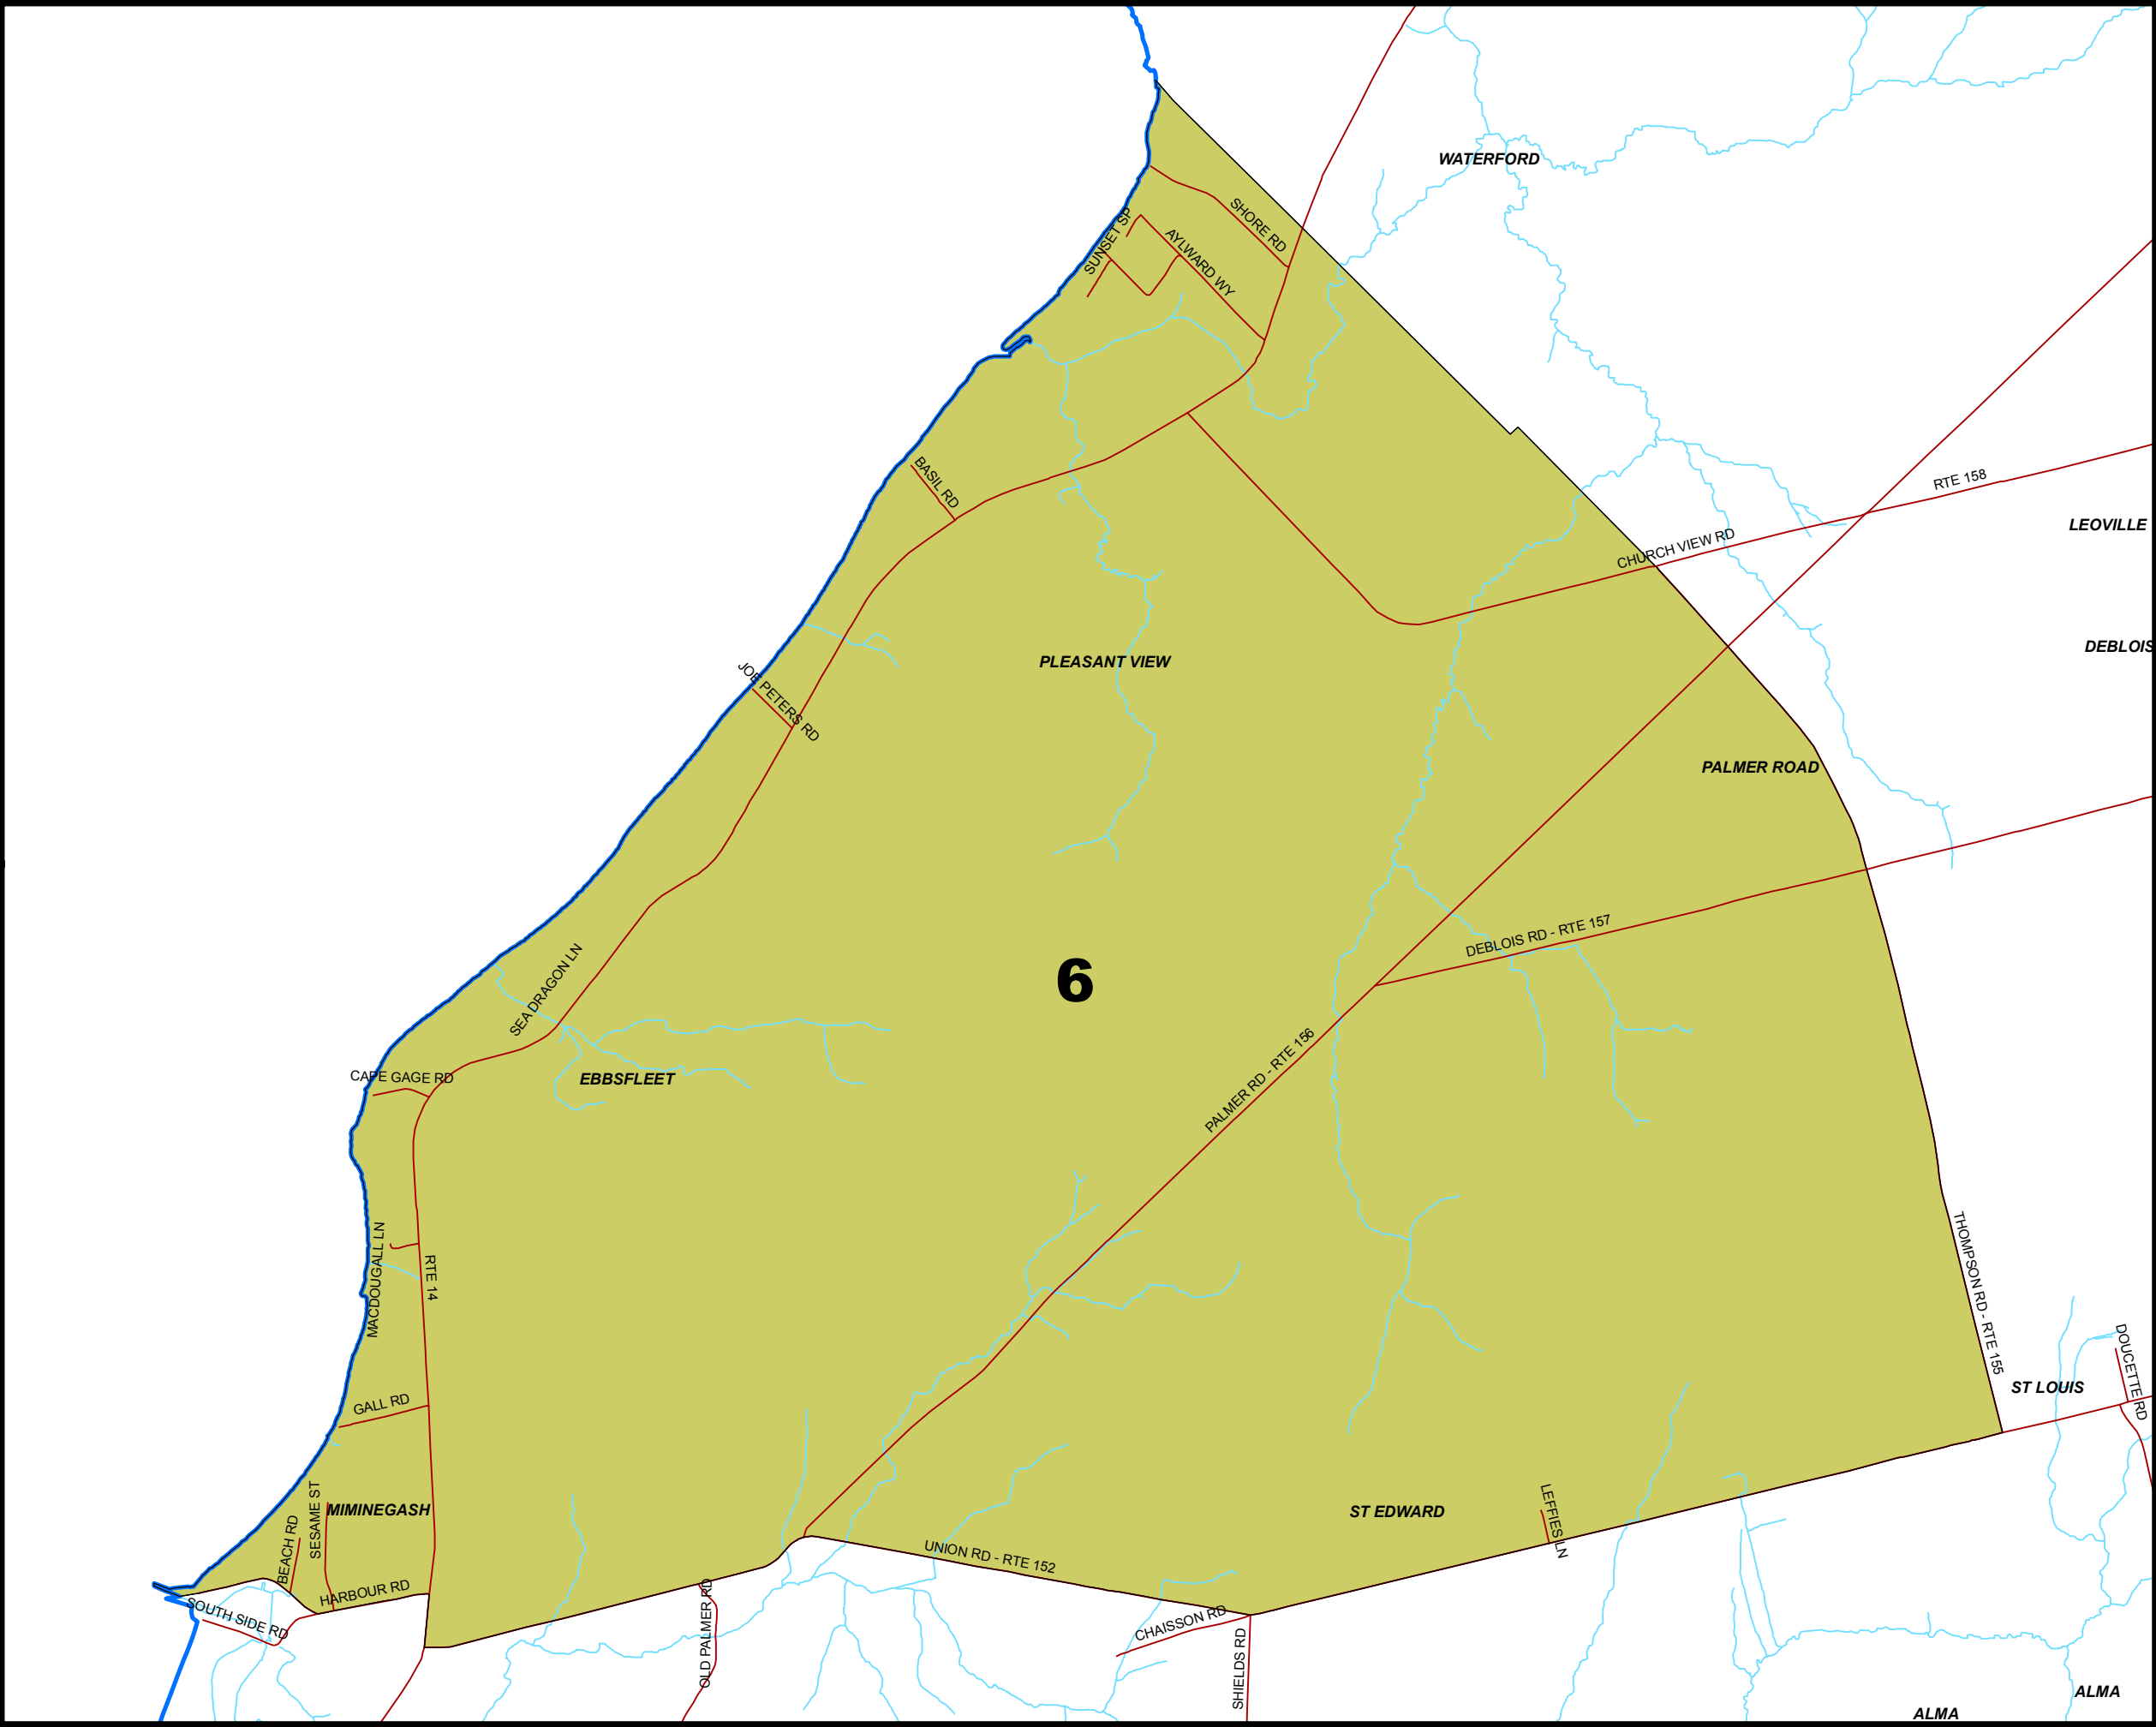 WATERFORD
SHORE RD
SUNSET SP
AYLWARD WY
BASIL RD
RTE 158
LEOVILLE
CHURCH VIEW RD
DEBLOIS
PLEASANT VIEW
JOE PETERS RD
PALMER ROAD
DEBLOIS RD - RTE 157
6
SEA DRAGON LN
PALMER RD - RTE 156
CAPE GAGE RD
EBBSFLEET
MACDOUGALL LN
RTE 14
THOMPSON RD - RTE 155
DOUCETTE RD
ST LOUIS
GALL RD
SESAME ST
MIMINEGASH
ST EDWARD
LEFFIES LN
BEACH RD
UNION RD - RTE 152
HARBOUR RD
SOUTH SIDE RD
OLD PALMER RD
CHAISSON RD
SHIELDS RD
ALMA
ALMA